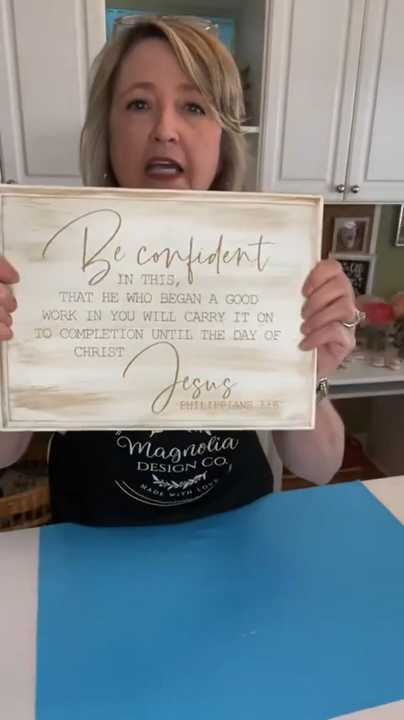 Be confident
IN THIS,
THAT HE WHO BEGAN A GOOD
WORK IN YOU WILL CARRY IT ON
TO COMPLETION UNTIL THE DAY OF
CHRIST Jesus
PHILIPPIANS 1:6
Magnolia
DESIGN CO.
MADE WITH LOVE